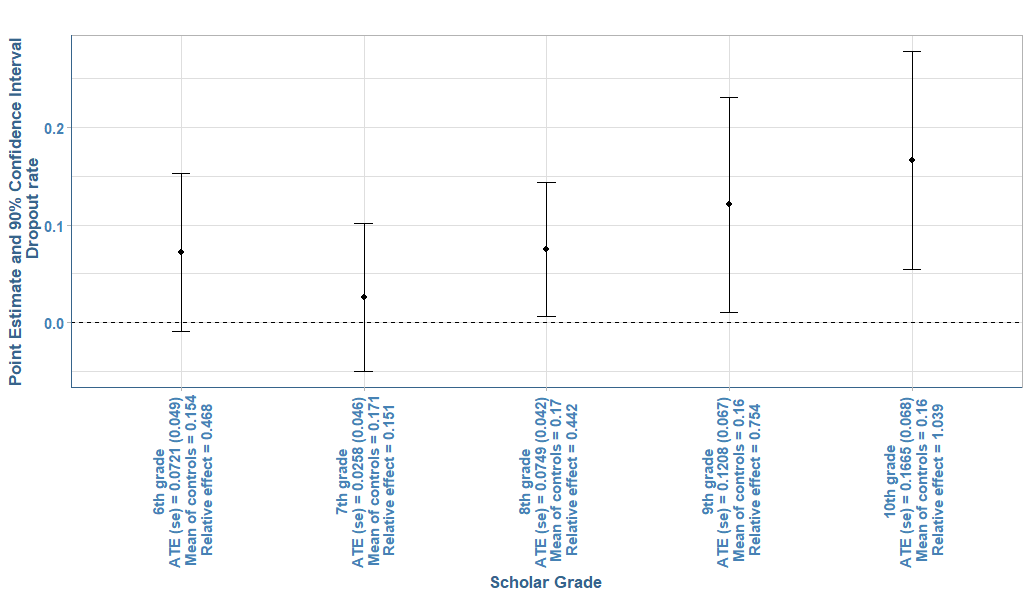 Point Estimate and 90% Confidence Interval
Dropout rate
0.2
0.1
0.0
6th grade
ATE (se) = 0.0721 (0.049)
Mean of controls = 0.154
Relative effect = 0.468
7th grade
ATE (se) = 0.0258 (0.046)
Mean of controls = 0.171
Relative effect = 0.151
8th grade
ATE (se) = 0.0749 (0.042)
Mean of controls = 0.17
Relative effect = 0.442
9th grade
ATE (se) = 0.1208 (0.067)
Mean of controls = 0.16
Relative effect = 0.754
10th grade
ATE (se) = 0.1665 (0.068)
Mean of controls = 0.16
Relative effect = 1.039
Scholar Grade